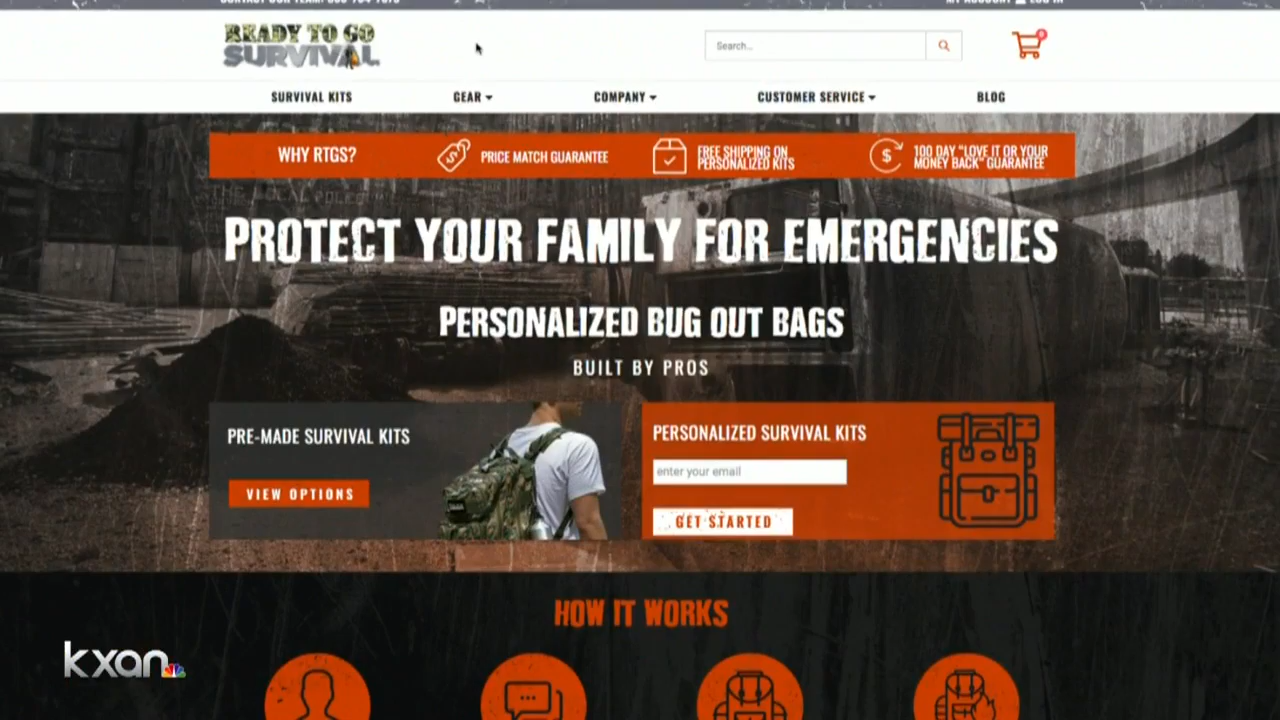 READY TO GO
SURVIVAL
Search...
0
SURVIVAL KITS
GEAR
COMPANY
CUSTOMER SERVICE
BLOG
WHY RTGS?
PRICE MATCH GUARANTEE
FREE SHIPPING ON
PERSONALIZED KITS
100 DAY "LOVE IT OR YOUR
MONEY BACK" GUARANTEE
PROTECT YOUR FAMILY FOR EMERGENCIES
PERSONALIZED BUG OUT BAGS
BUILT BY PROS
PRE-MADE SURVIVAL KITS
VIEW OPTIONS
PERSONALIZED SURVIVAL KITS
enter your email
GET STARTED
HOW IT WORKS
kxan